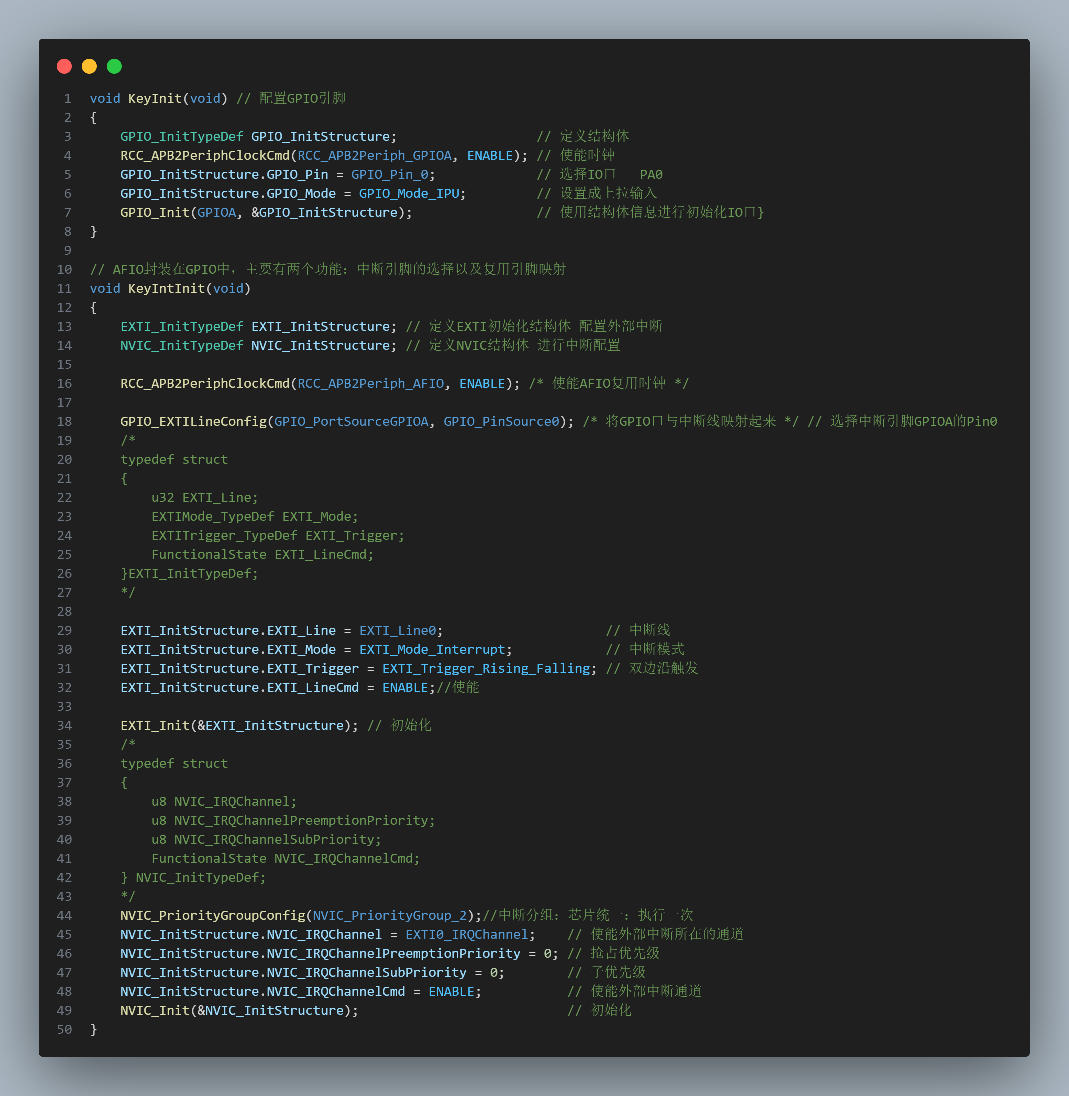 1 void KeyInit(void) // 配置GPIO引脚
2 {
3 GPIO_InitTypeDef GPIO_InitStructure; // 定义结构体
4 RCC_APB2PeriphClockCmd(RCC_APB2Periph_GPIOA, ENABLE); // 使能时钟
5 GPIO_InitStructure.GPIO_Pin = GPIO_Pin_0; // 选择IO口 PA0
6 GPIO_InitStructure.GPIO_Mode = GPIO_Mode_IPU; // 设置成上拉输入
7 GPIO_Init(GPIOA, &GPIO_InitStructure); // 使用结构体信息进行初始化IO口}
8 }
9
10 // AFIO封装在GPIO中，主要有两个功能：中断引脚的选择以及复用引脚映射
11 void KeyIntInit(void)
12 {
13 EXTI_InitTypeDef EXTI_InitStructure; // 定义EXTI初始化结构体 配置外部中断
14 NVIC_InitTypeDef NVIC_InitStructure; // 定义NVIC结构体 进行中断配置
15
16 RCC_APB2PeriphClockCmd(RCC_APB2Periph_AFIO, ENABLE); /* 使能AFIO复用时钟 */
17
18 GPIO_EXTILineConfig(GPIO_PortSourceGPIOA, GPIO_PinSource0); /* 将GPIO口与中断线映射起来 */ // 选择中断引脚GPIOA的Pin0
19 /*
20 typedef struct
21 {
22 u32 EXTI_Line;
23 EXTIMode_TypeDef EXTI_Mode;
24 EXTITrigger_TypeDef EXTI_Trigger;
25 FunctionalState EXTI_LineCmd;
26 }EXTI_InitTypeDef;
27 */
28
29 EXTI_InitStructure.EXTI_Line = EXTI_Line0; // 中断线
30 EXTI_InitStructure.EXTI_Mode = EXTI_Mode_Interrupt; // 中断模式
31 EXTI_InitStructure.EXTI_Trigger = EXTI_Trigger_Rising_Falling; // 双边沿触发
32 EXTI_InitStructure.EXTI_LineCmd = ENABLE;//使能
33
34 EXTI_Init(&EXTI_InitStructure); // 初始化
35 /*
36 typedef struct
37 {
38 u8 NVIC_IRQChannel;
39 u8 NVIC_IRQChannelPreemptionPriority;
40 u8 NVIC_IRQChannelSubPriority;
41 FunctionalState NVIC_IRQChannelCmd;
42 } NVIC_InitTypeDef;
43 */
44 NVIC_PriorityGroupConfig(NVIC_PriorityGroup_2);//中断分组：芯片统一：执行一次
45 NVIC_InitStructure.NVIC_IRQChannel = EXTI0_IRQChannel; // 使能外部中断所在的通道
46 NVIC_InitStructure.NVIC_IRQChannelPreemptionPriority = 0; // 抢占优先级
47 NVIC_InitStructure.NVIC_IRQChannelSubPriority = 0; // 子优先级
48 NVIC_InitStructure.NVIC_IRQChannelCmd = ENABLE; // 使能外部中断通道
49 NVIC_Init(&NVIC_InitStructure); // 初始化
50 }